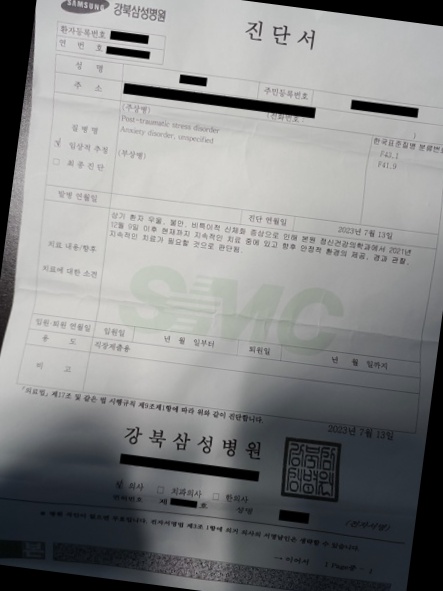 SAMSUNG 강북삼성병원
진단서
환자등록번호
연 번 호
성 명
주민등록번호
주 소
(전화번호 )
질 병 명
(주상병)
한국표준질병 분류번호
Post-traumatic stress disorder
F43.1
Anxiety disorder, unspecified
F41.9
임상적 추정
(부상병)
□ 최종진단
발병 연월일
진단 연월일
2023년 7월 13일
치료 내용/향후
치료에 대한 소견
상기 환자 우울, 불안, 비특이적 신체화 증상으로 인해 본원 정신건강의학과에서 2021년
12월 9일 이후 현재까지 지속적인 치료 중에 있고 향후 안정적 환경의 제공, 경과 관찰,
지속적인 치료가 필요할 것으로 판단됨.
SMC
입원·퇴원 연월일
입원일
년 월 일부터
퇴원일
년 월 일까지
용 도
직장제출용
비 고
「의료법」 제17조 및 같은 법 시행규칙 제9조제1항에 따라 위와 같이 진단합니다.
2023년 7월 13일
강북삼성병원
의사 □ 치과의사 □ 한의사
면허번호 제 호
성명
(전자서명)